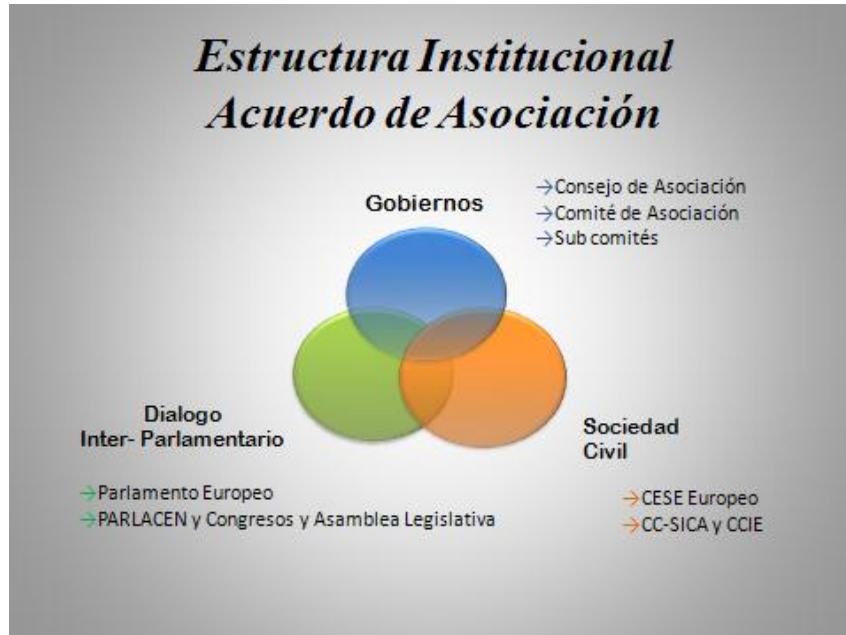 Estructura Institucional
Acuerdo de Asociación
Gobiernos
→Consejo de Asociación
→Comité de Asociación
→Sub comités
Dialogo
Inter- Parlamentario
→Parlamento Europeo
→PARLACEN y Congresos y Asamblea Legislativa
Sociedad
Civil
→CESE Europeo
→CC-SICA y CCIE